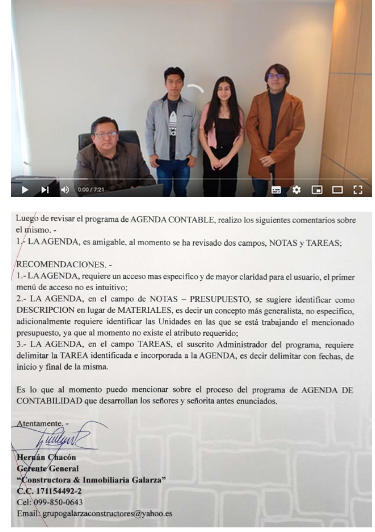 0:00 / 7:21
Luego de revisar el programa de AGENDA CONTABLE, realizo los siguientes comentarios sobre
el mismo. -
1.- LA AGENDA, es amigable, al momento se ha revisado dos campos, NOTAS y TAREAS;
RECOMENDACIONES. -
1.- LA AGENDA, requiere un acceso mas especifico y de mayor claridad para el usuario, el primer
menú de acceso no es intuitivo;
2.- LA AGENDA, en el campo de NOTAS – PRESUPUESTO, se sugiere identificar como
DESCRIPCION en lugar de MATERIALES, es decir un concepto más generalista, no especifico,
adicionalmente requiere identificar las Unidades en las que se está trabajando el mencionado
presupuesto, ya que al momento no existe el atributo requerido;
3.- LA AGENDA, en el campo TAREAS, el suscrito Administrador del programa, requiere
delimitar la TAREA identificada e incorporada a la AGENDA, es decir delimitar con fechas, de
inicio y final de la misma.
Es lo que al momento puedo mencionar sobre el proceso del programa de AGENDA DE
CONTABILIDAD que desarrollan los señores y señorita antes enunciados.
Atentamente. -
Hernán Chacón
Gerente General
“Constructora & Inmobiliaria Galarza”
C.C. 171154492-2
Cel: 099-850-0643
Email: grupogalarzaconstructores@yahoo.es